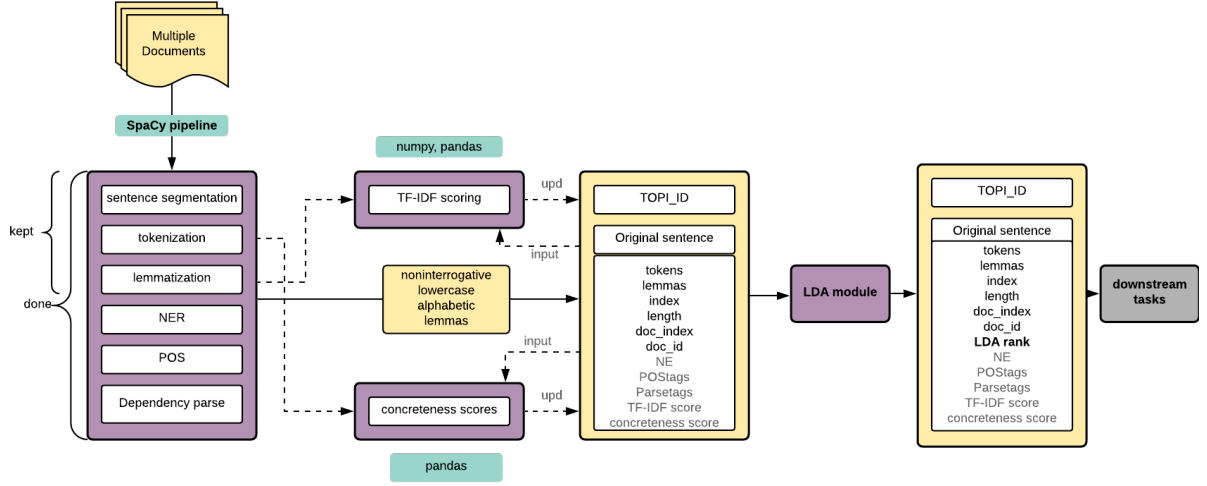 Multiple
Documents
SpaCy pipeline
kept
done
sentence segmentation
tokenization
lemmatization
NER
POS
Dependency parse
numpy, pandas
TF-IDF scoring
upd
input
noninterrogative
lowercase
alphabetic
lemmas
input
concreteness scores
upd
pandas
TOPI_ID
Original sentence
tokens
lemmas
index
length
doc_index
doc_id
NE
POStags
Parsetags
TF-IDF score
concreteness score
LDA module
TOPI_ID
Original sentence
tokens
lemmas
index
length
doc_index
doc_id
LDA rank
NE
POStags
Parsetags
TF-IDF score
concreteness score
downstream
tasks